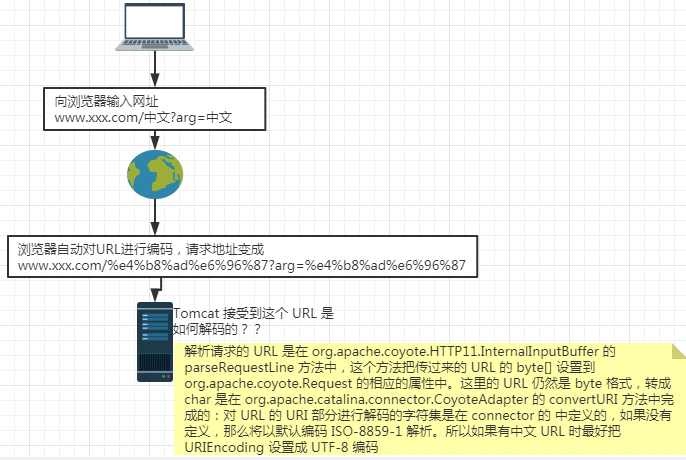 向浏览器输入网址
www.xxx.com/中文?arg=中文
浏览器自动对URL进行编码，请求地址变成
www.xxx.com/%e4%b8%ad%e6%96%87?arg=%e4%b8%ad%e6%96%87
Tomcat 接受到这个 URL 是
如何解码的？？
解析请求的 URL 是在 org.apache.coyote.HTTP11.InternalInputBuffer 的
parseRequestLine 方法中，这个方法把传过来的 URL 的 byte[] 设置到
org.apache.coyote.Request 的相应的属性中。这里的 URL 仍然是 byte 格式，转成
char 是在 org.apache.catalina.connector.CoyoteAdapter 的 convertURI 方法中完
成的：对 URL 的 URI 部分进行解码的字符集是在 connector 的 中定义的，如果没有
定义，那么将以默认编码 ISO-8859-1 解析。所以如果有中文 URL 时最好把
URIEncoding 设置成 UTF-8 编码